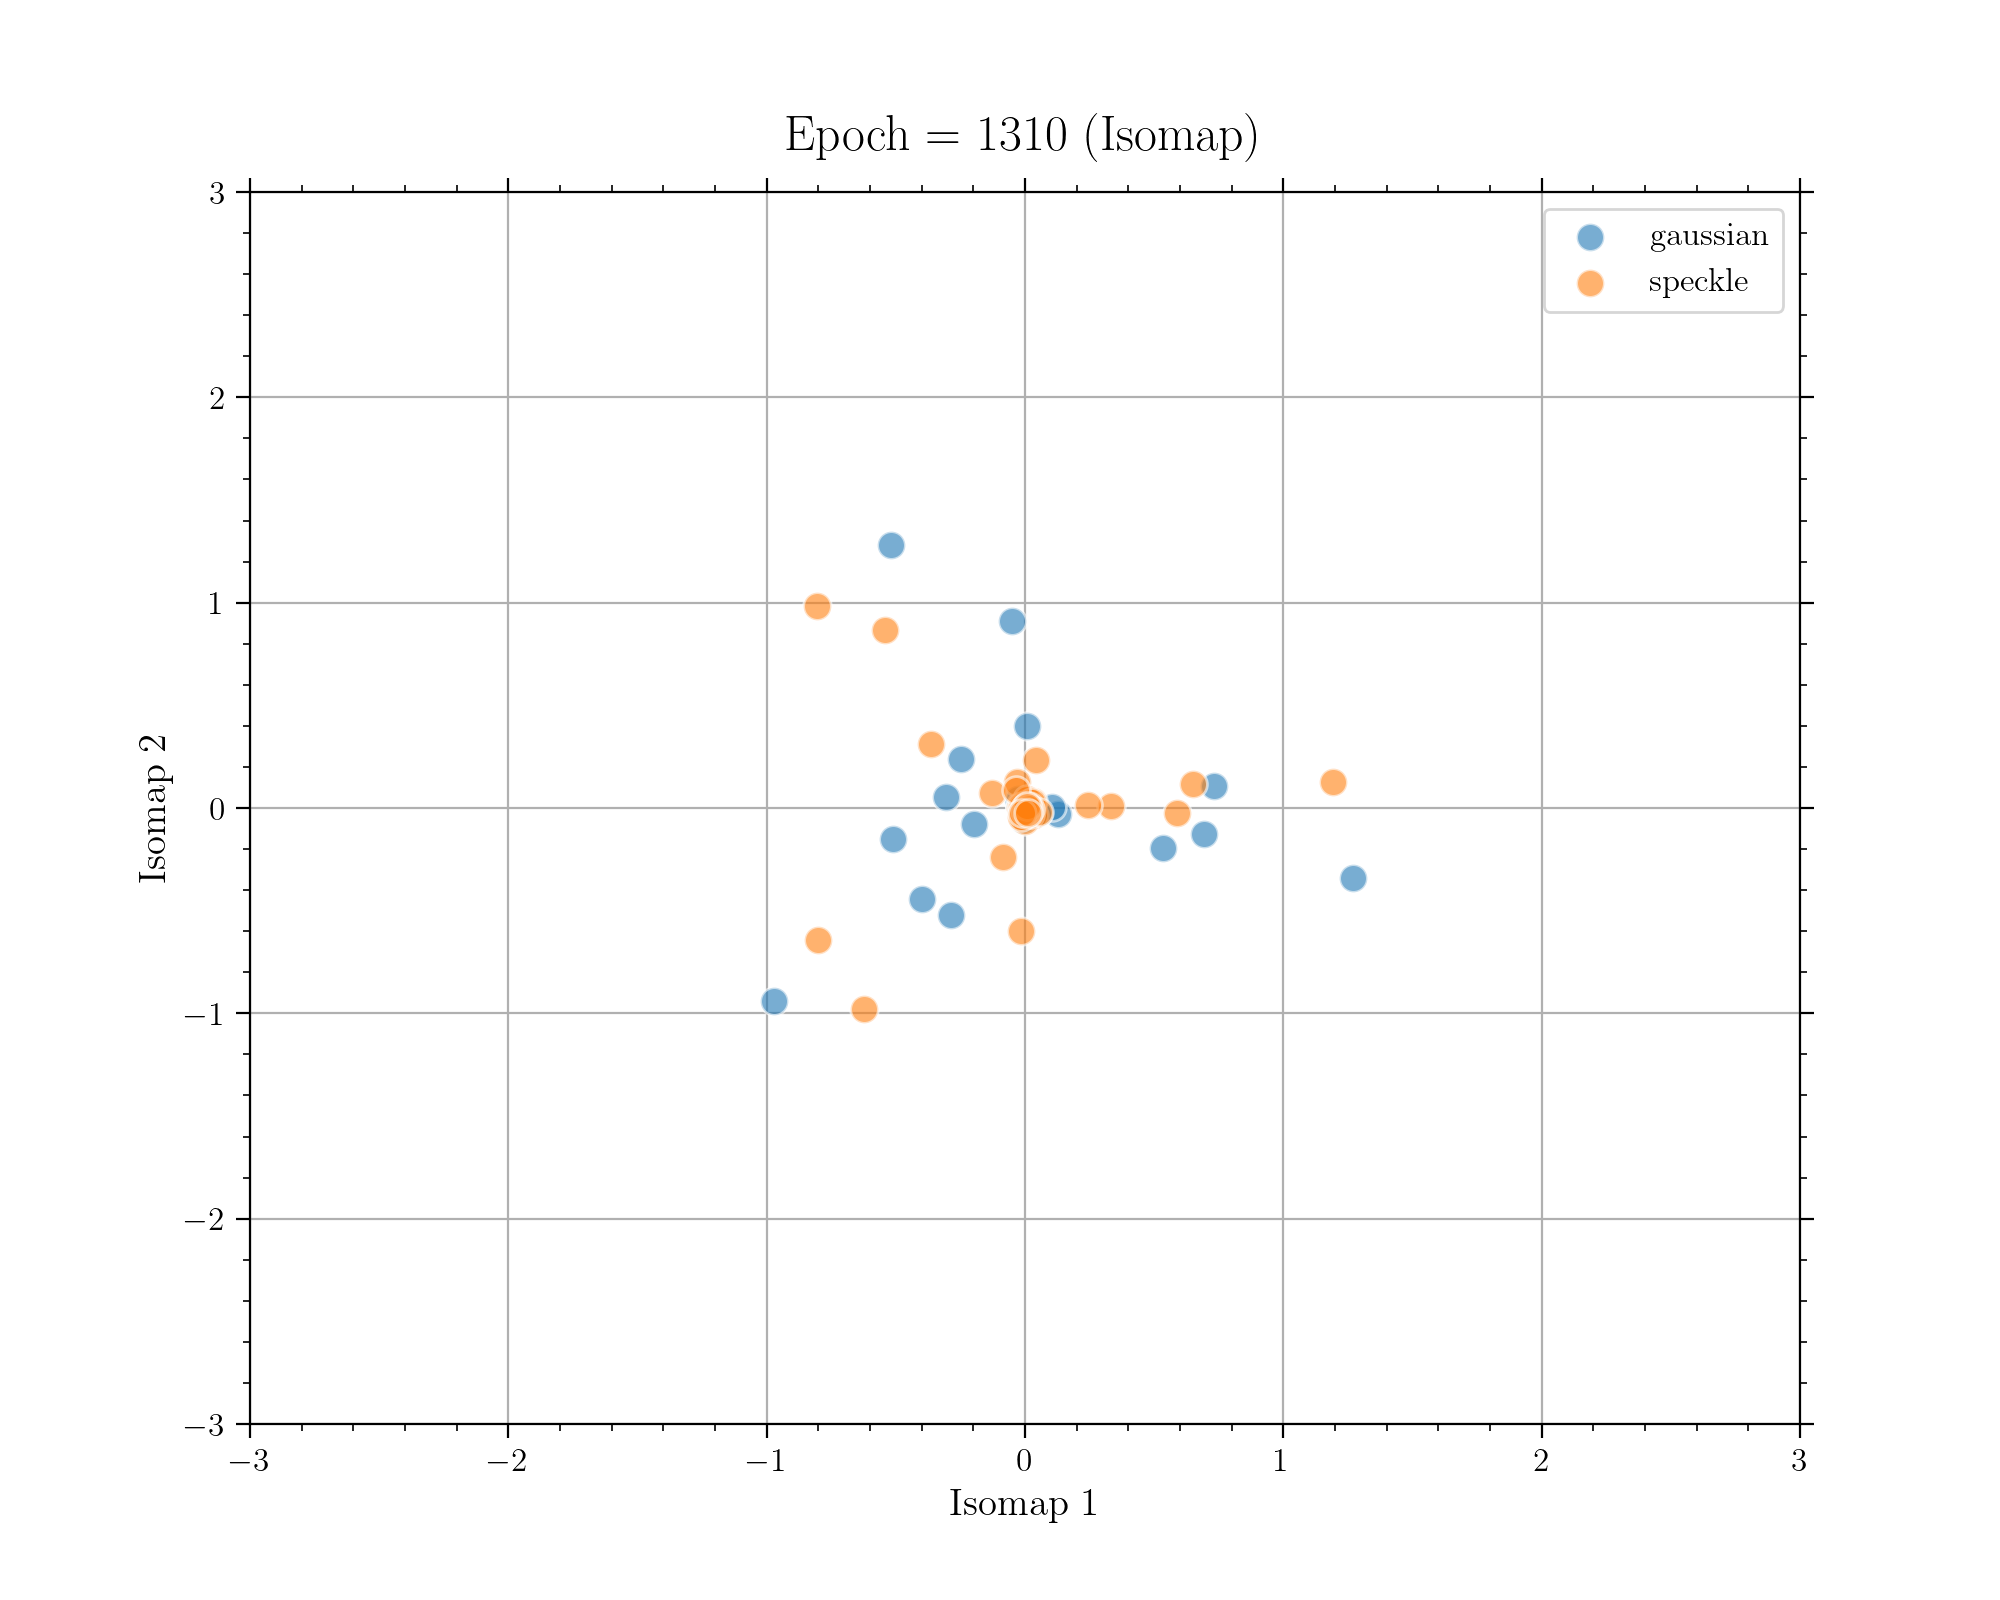 Epoch = 1310 (Isomap)
gaussian
speckle
3
2
1
0
−1
−2
−3
Isomap 2
−3
−2
−1
0
1
2
3
Isomap 1